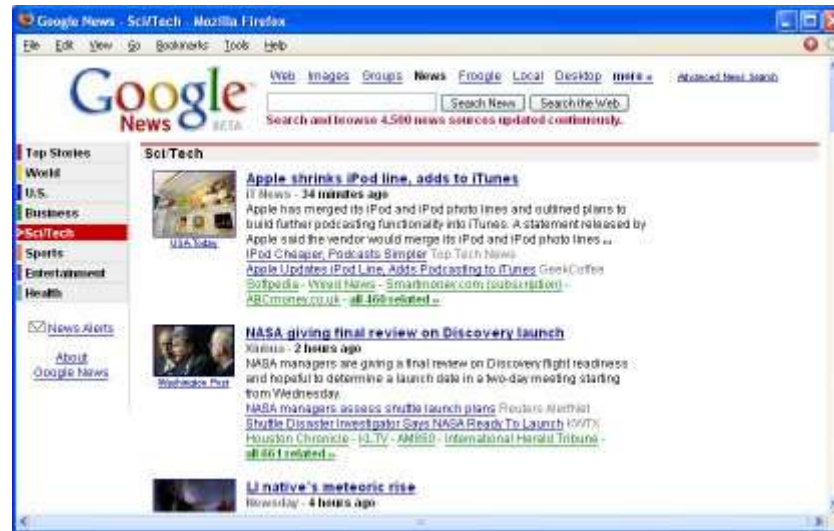 Google News - Sci/Tech - Mozilla Firefox
File Edit View Go Bookmarks Tools Help
Web Images Groups News Froogle Local Desktop more »
Advanced News Search
Google
News BETA
Search News Search the Web
Search and browse 4,500 news sources updated continuously.
Top Stories
World
U.S.
Business
>Sci/Tech
Sports
Entertainment
Health
News Alerts
About
Google News
Sci/Tech
USA Today
Apple shrinks iPod line, adds to iTunes
IT News - 34 minutes ago
Apple has merged its iPod and iPod photo lines and outlined plans to
build further podcasting functionality into iTunes. A statement released by
Apple said the vendor would merge its iPod and iPod photo lines ...
iPod Cheaper, Podcasts Simpler Top Tech News
Apple Updates iPod Line, Adds Podcasting to iTunes GeekCoffee
Softpedia - Wired News - Smartmoney.com (subscription) -
ABCmoney.co.uk - all 460 related »
Washington Post
NASA giving final review on Discovery launch
Xinhua - 2 hours ago
NASA managers are giving a final review on Discovery flight readiness
and hopeful to determine a launch date in a two-day meeting starting
from Wednesday.
NASA managers assess shuttle launch plans Reuters AlertNet
Shuttle Disaster Investigator Says NASA Ready To Launch KWTX
Houston Chronicle - KLTV - AM950 - International Herald Tribune -
all 661 related »
LI native's meteoric rise
Newsday - 4 hours ago